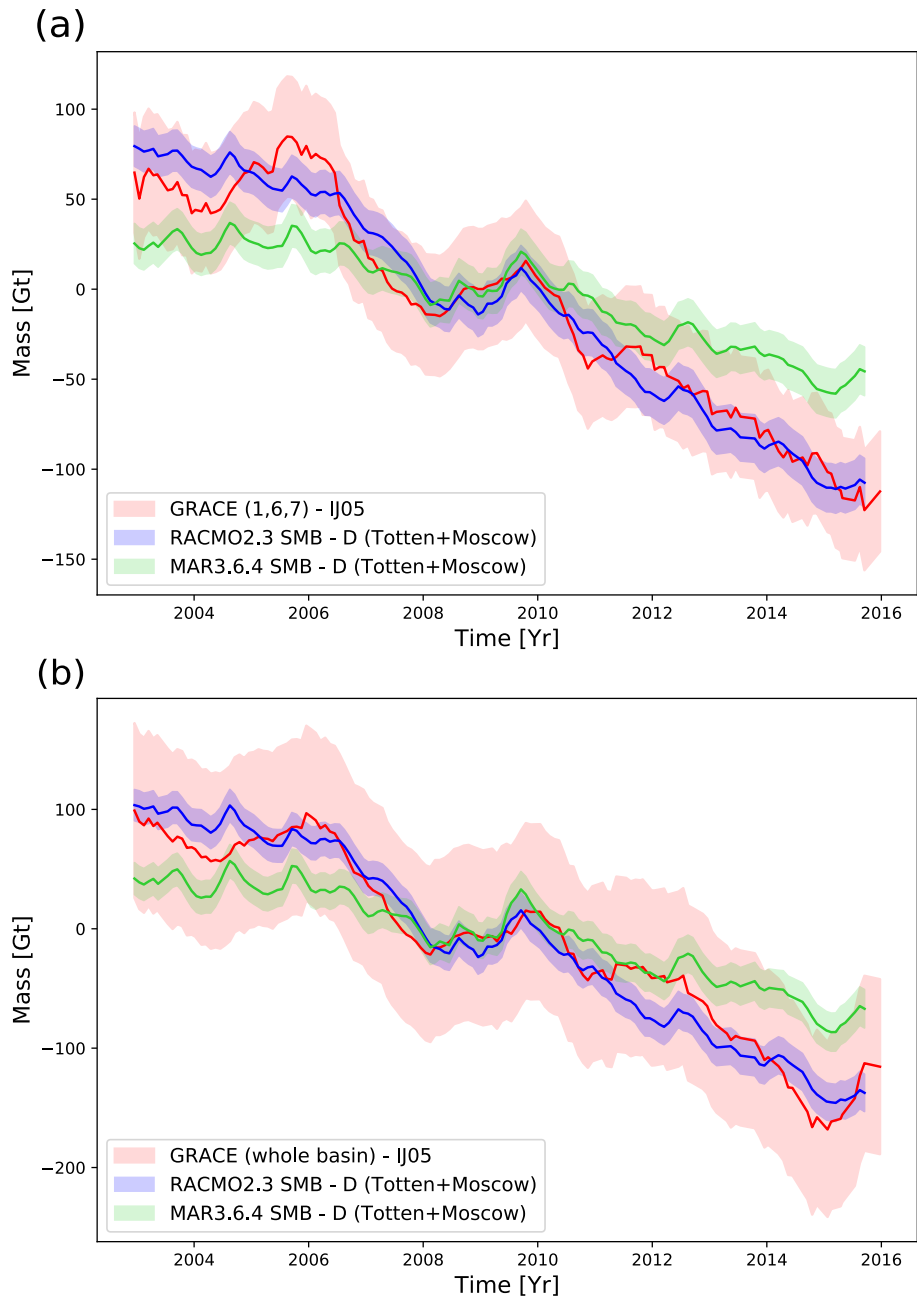 (a)
100
50
0
−50
−100
−150
Mass [Gt]
GRACE (1,6,7) - IJ05
RACMO2.3 SMB - D (Totten+Moscow)
MAR3.6.4 SMB - D (Totten+Moscow)
2004 2006 2008 2010 2012 2014 2016
Time [Yr]
(b)
100
0
−100
−200
Mass [Gt]
GRACE (whole basin) - IJ05
RACMO2.3 SMB - D (Totten+Moscow)
MAR3.6.4 SMB - D (Totten+Moscow)
2004 2006 2008 2010 2012 2014 2016
Time [Yr]